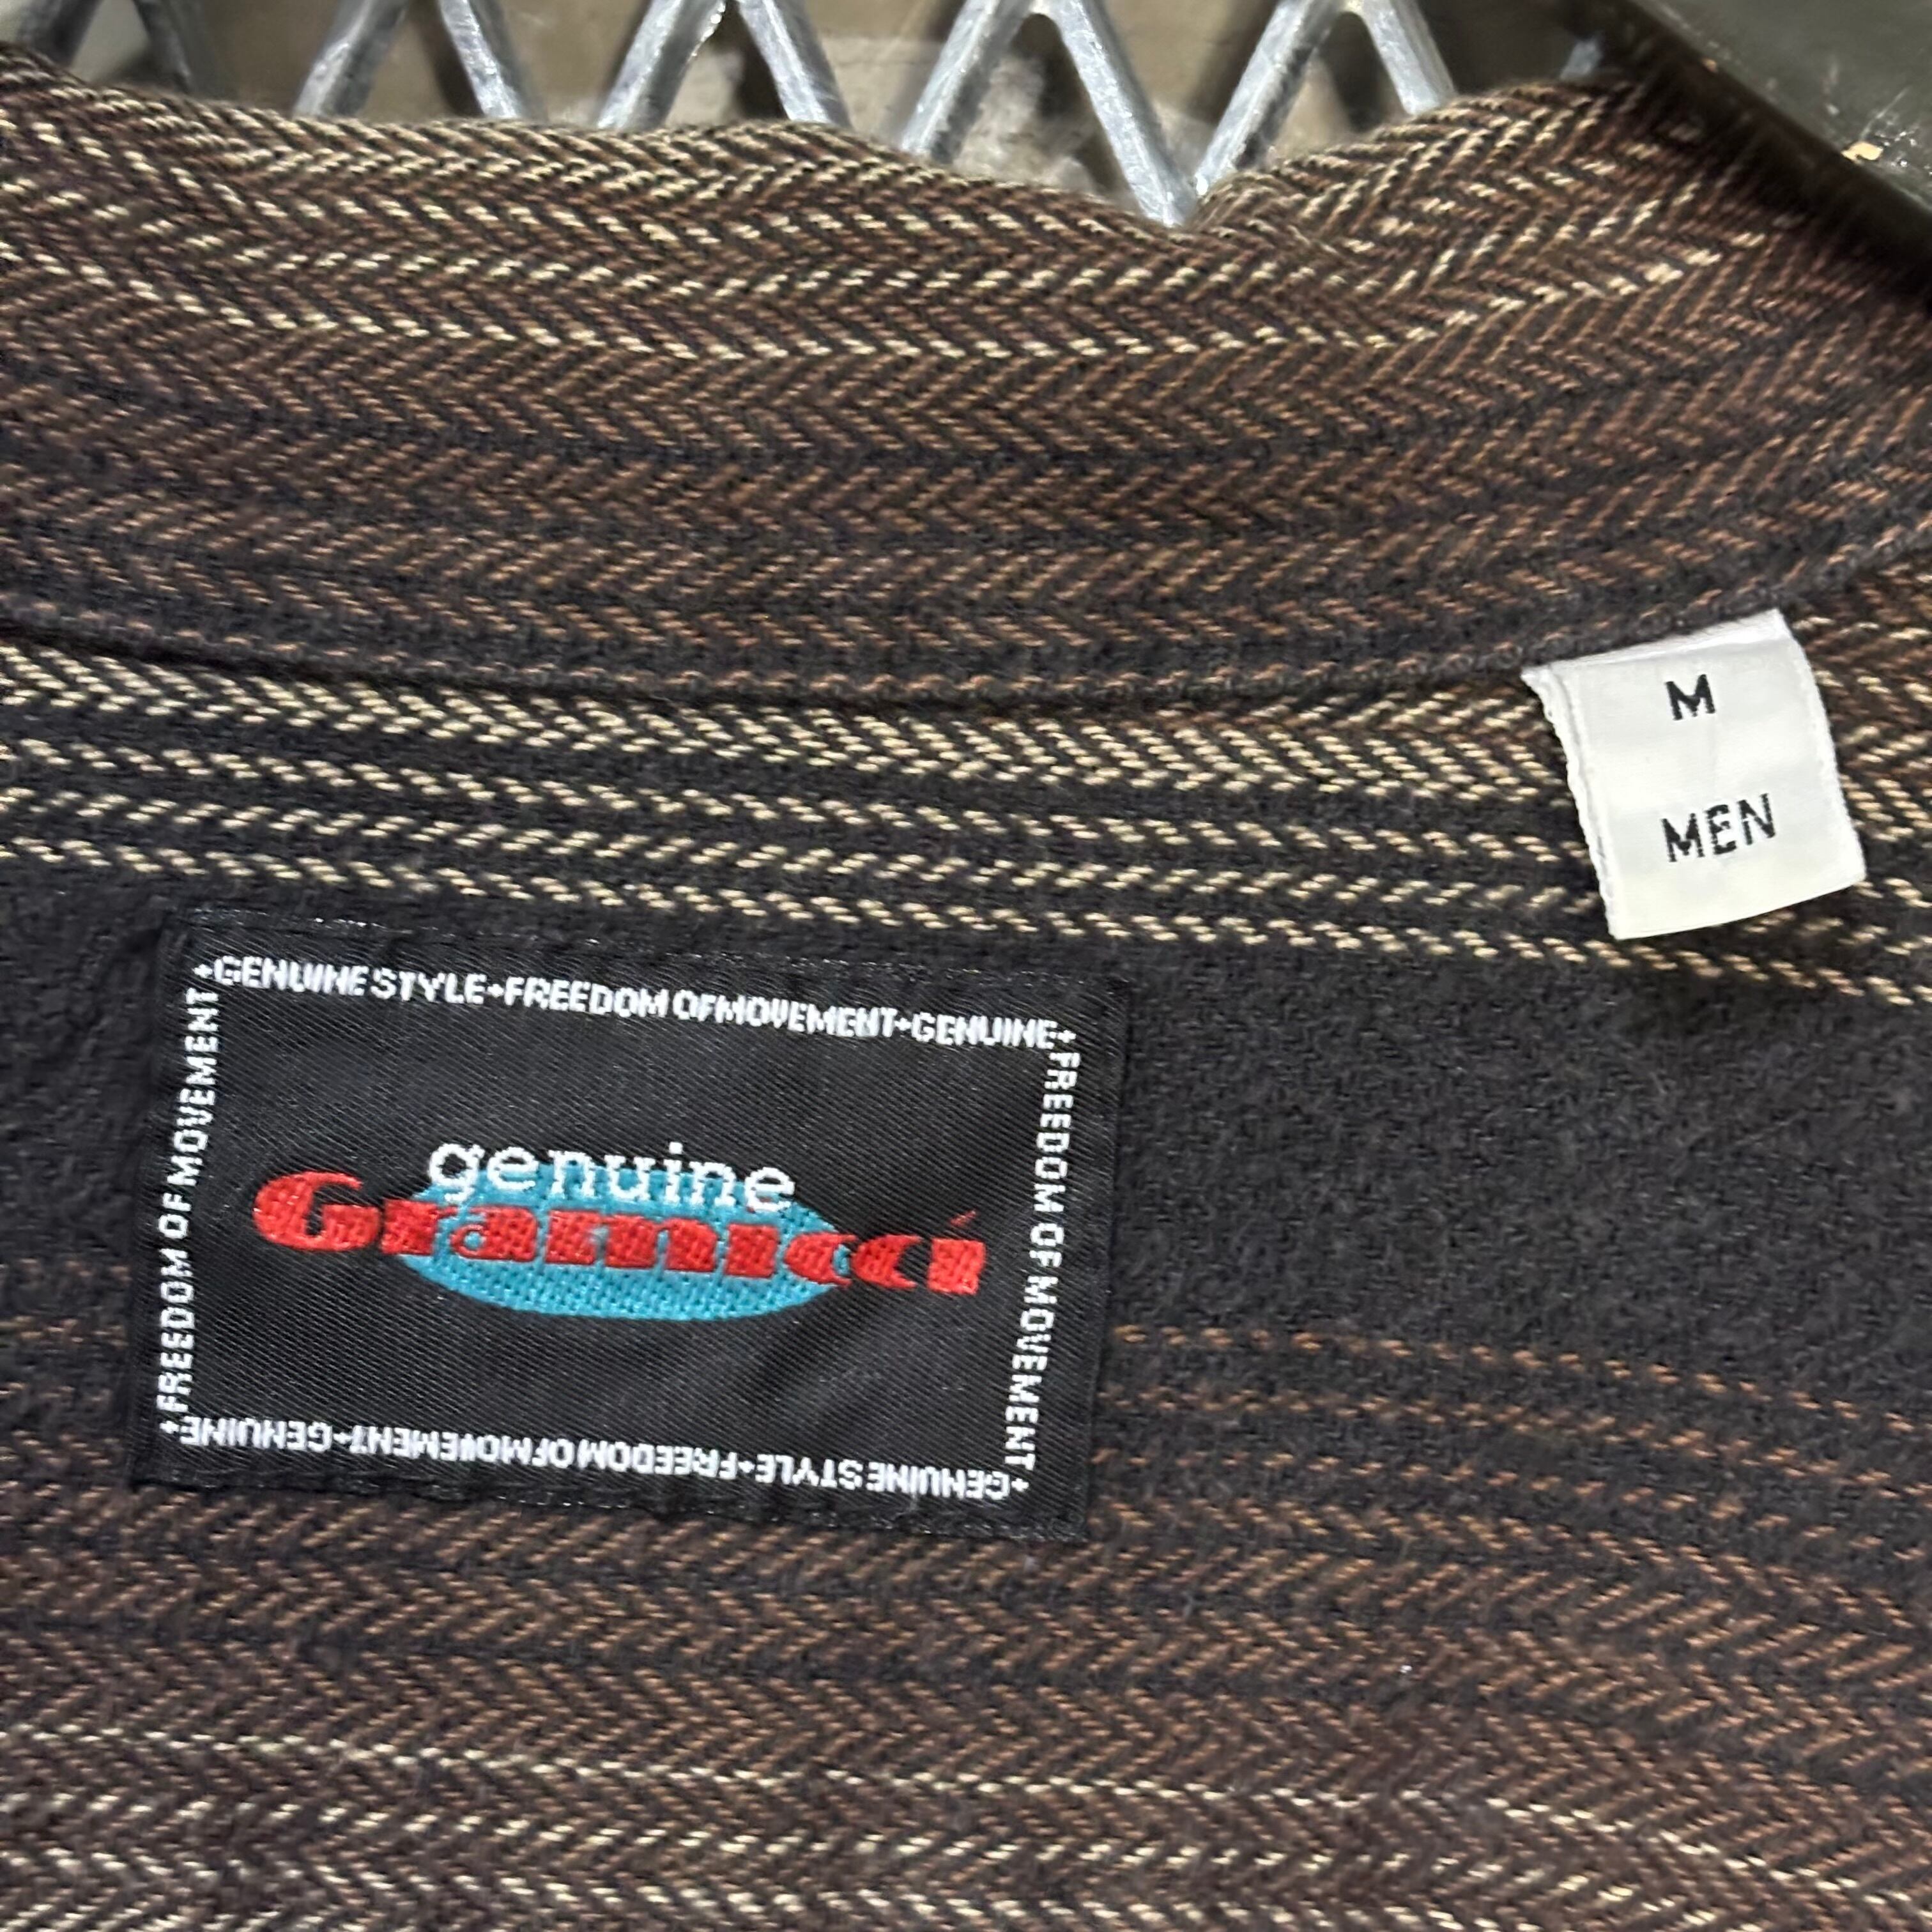 M
MEN
+GENUINE STYLE+FREEDOM OF MOVEMENT+GENUINE+
FREEDOM OF MOVEMENT
+GENUINE STYLE+FREEDOM OF MOVEMENT+GENUINE+
FREEDOM OF MOVEMENT
genuine
Gramicci